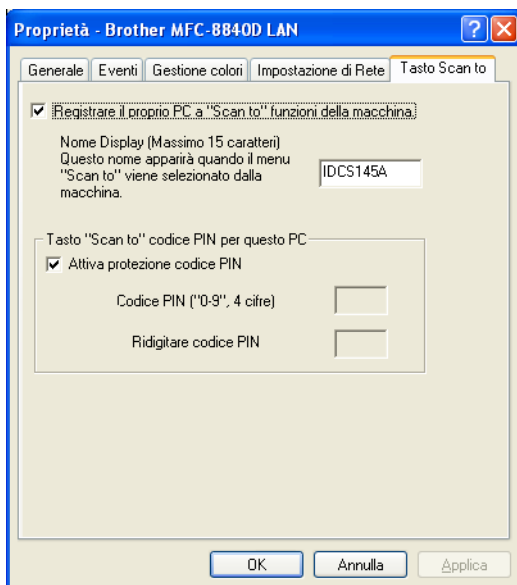 Proprietà - Brother MFC-8840D LAN
Generale Eventi Gestione colori Impostazione di Rete Tasto Scan to
Registrare il proprio PC a "Scan to" funzioni della macchina.
Nome Display (Massimo 15 caratteri)
Questo nome apparirà quando il menu
"Scan to" viene selezionato dalla
macchina.
IDCS145A
Tasto "Scan to" codice PIN per questo PC
Attiva protezione codice PIN
Codice PIN ("0-9", 4 cifre)
Ridigitare codice PIN
OK Annulla Applica